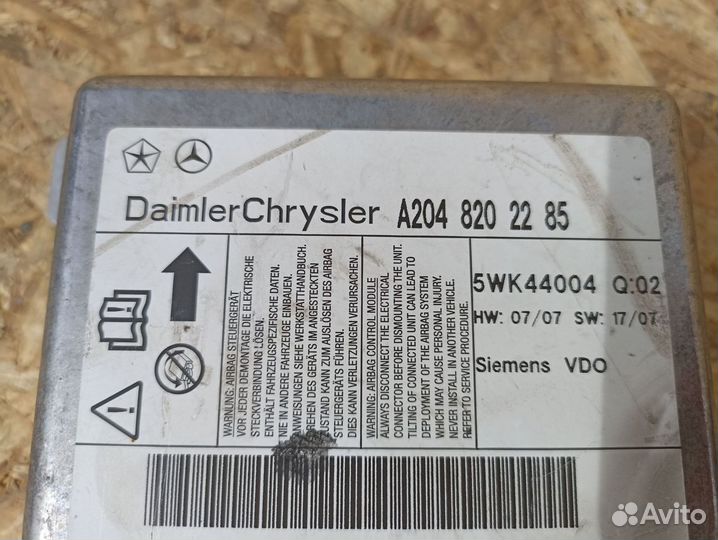 DaimlerChrysler A204 820 22 85
WARNUNG: AIRBAG STEUERGERÄT
VOR JEDER DEMONTAGE DIE ELEKTRISCHE
STECKVERBINDUNG LÖSEN.
ENTHÄLT FAHRZEUGSPEZIFISCHE DATEN.
NIE IN ANDERE FAHRZEUGE EINBAUEN.
ANWEISUNGEN SIEHE WERKSTATTHANDBUCH.
DREHEN DES GERÄTS IM ANGESTECKTEN
ZUSTAND KANN ZUM AUSLÖSEN DES AIRBAG
STEUERGERÄTS FÜHREN.
DIES KANN VERLETZUNGEN VERURSACHEN.
WARNING: AIRBAG CONTROL MODULE
ALWAYS DISCONNECT THE ELECTRICAL
CONNECTOR BEFORE DISMOUNTING THE UNIT.
TILTING OF CONNECTED UNIT CAN LEAD TO
DEPLOYMENT OF THE AIRBAG SYSTEM
WHICH MAY CAUSE PERSONAL INJURY.
NEVER INSTALL IN ANOTHER VEHICLE.
REFER TO SERVICE PROCEDURE.
5WK44004 Q:02
HW: 07/07 SW: 17/07
Siemens VDO
Avito